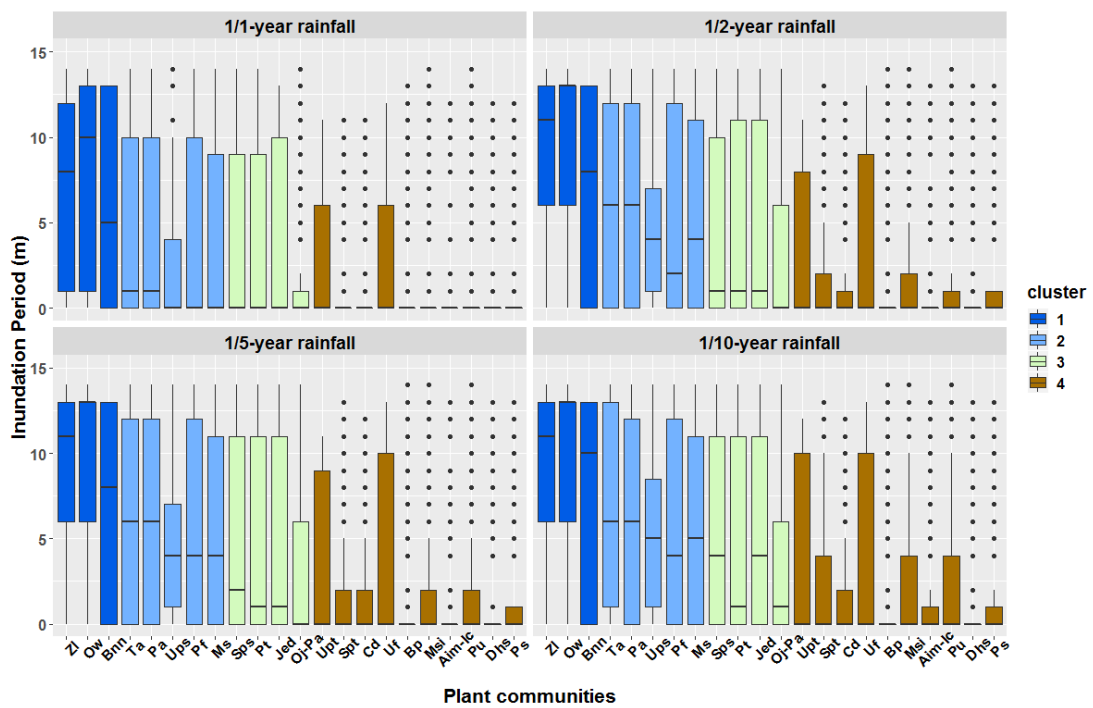 1/1-year rainfall
1/2-year rainfall
15
10
5
0
1/5-year rainfall
1/10-year rainfall
15
10
5
0
Inundation Period (m)
Zl Ow Bnn Ta Pa Ups Pf Ms Sps Pt Jed Oj-Pa Upt Spt Cd Uf Bp Msi Aim-Ic Pu Dhs Ps
Zl Ow Bnn Ta Pa Ups Pf Ms Sps Pt Jed Oj-Pa Upt Spt Cd Uf Bp Msi Aim-Ic Pu Dhs Ps
Plant communities
cluster
1
2
3
4